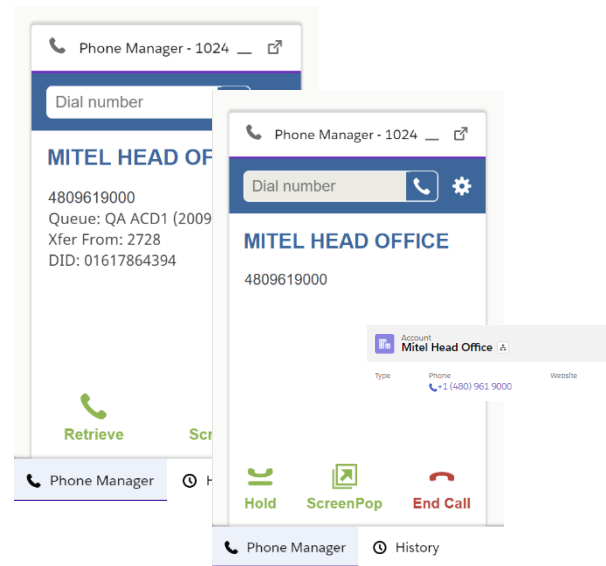 Phone Manager - 1024
Dial number
MITEL HEAD OF
4809619000
Queue: QA ACD1 (2009
Xfer From: 2728
DID: 01617864394
Retrieve
Scr
Phone Manager
H
Phone Manager - 1024
Dial number
MITEL HEAD OFFICE
4809619000
Account
Mitel Head Office
Type Phone Website
+1 (480) 961 9000
Hold ScreenPop End Call
Phone Manager History